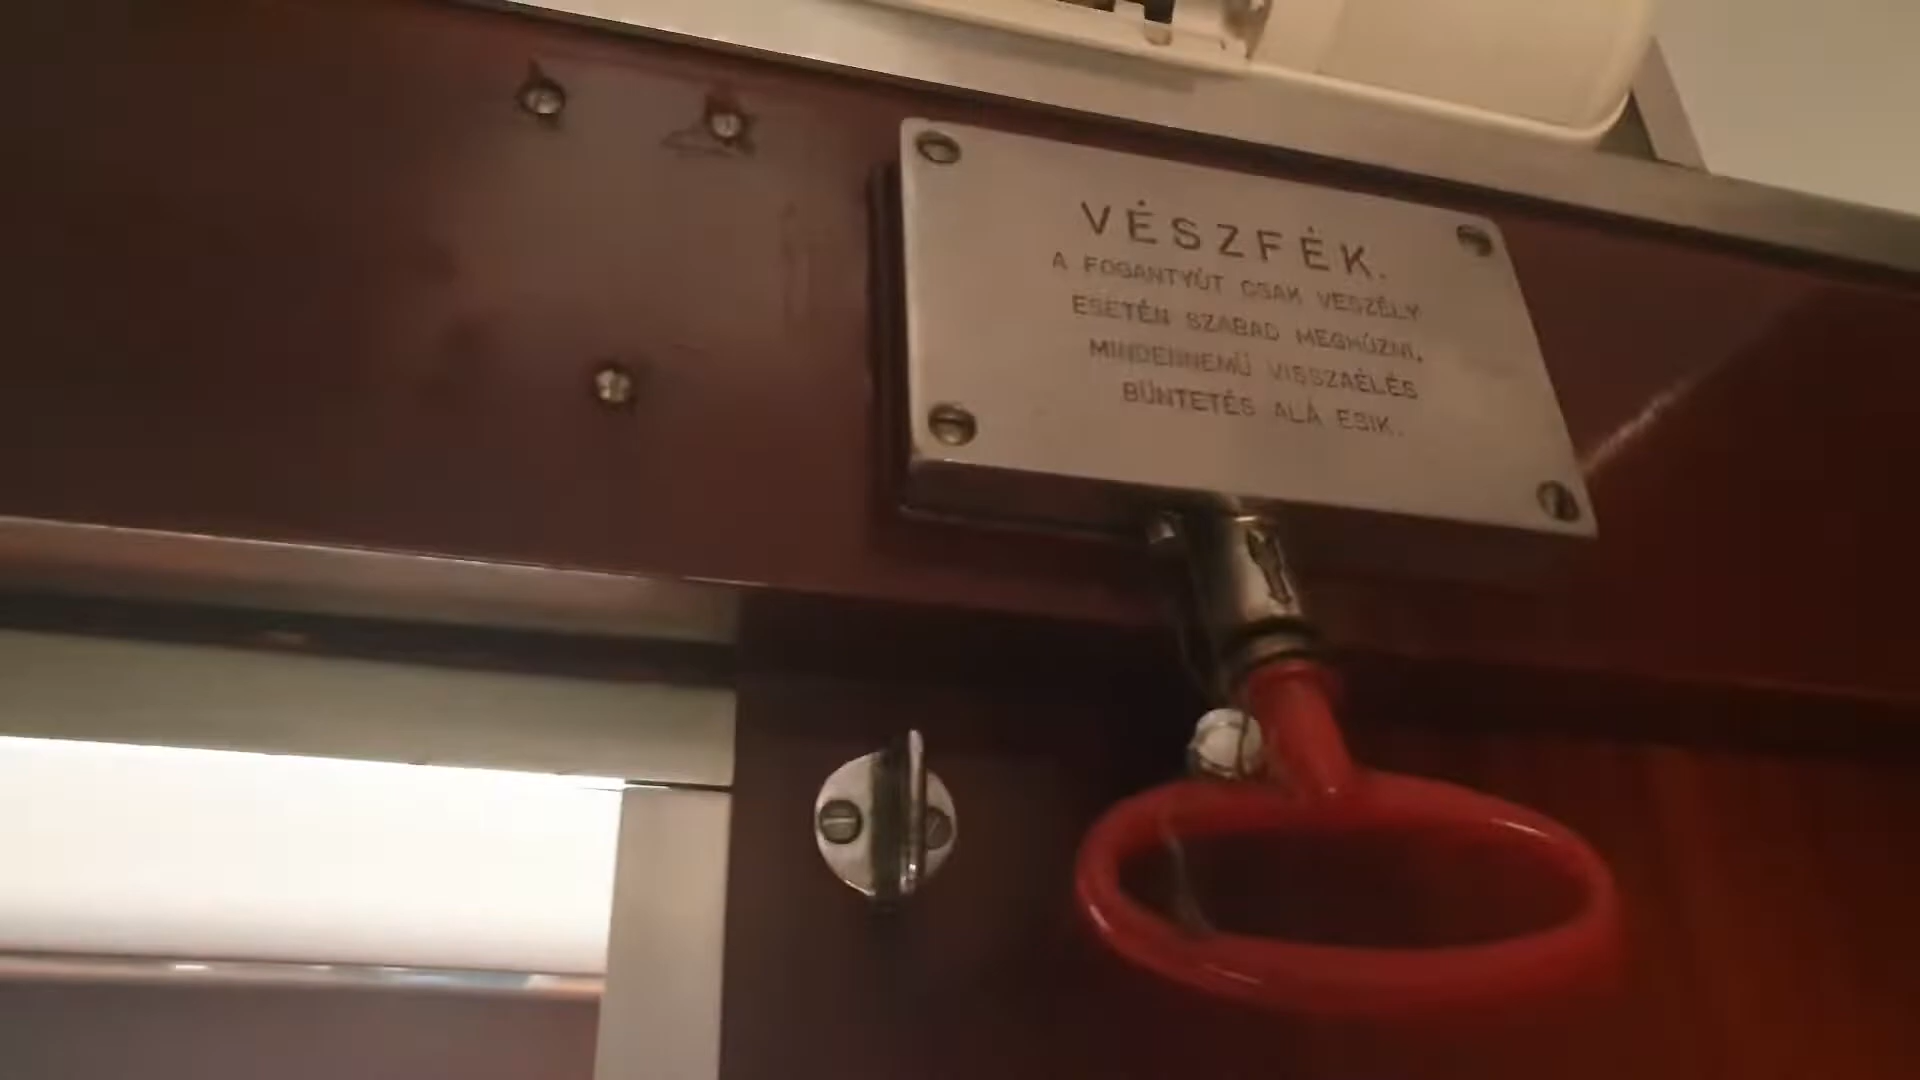 VÉSZFÉK.
A FOGANTYÚT CSAK VESZÉLY
ESETÉN SZABAD MEGHÚZNI,
MINDENNEMŰ VISSZAÉLÉS
BÜNTETÉS ALÁ ESIK.